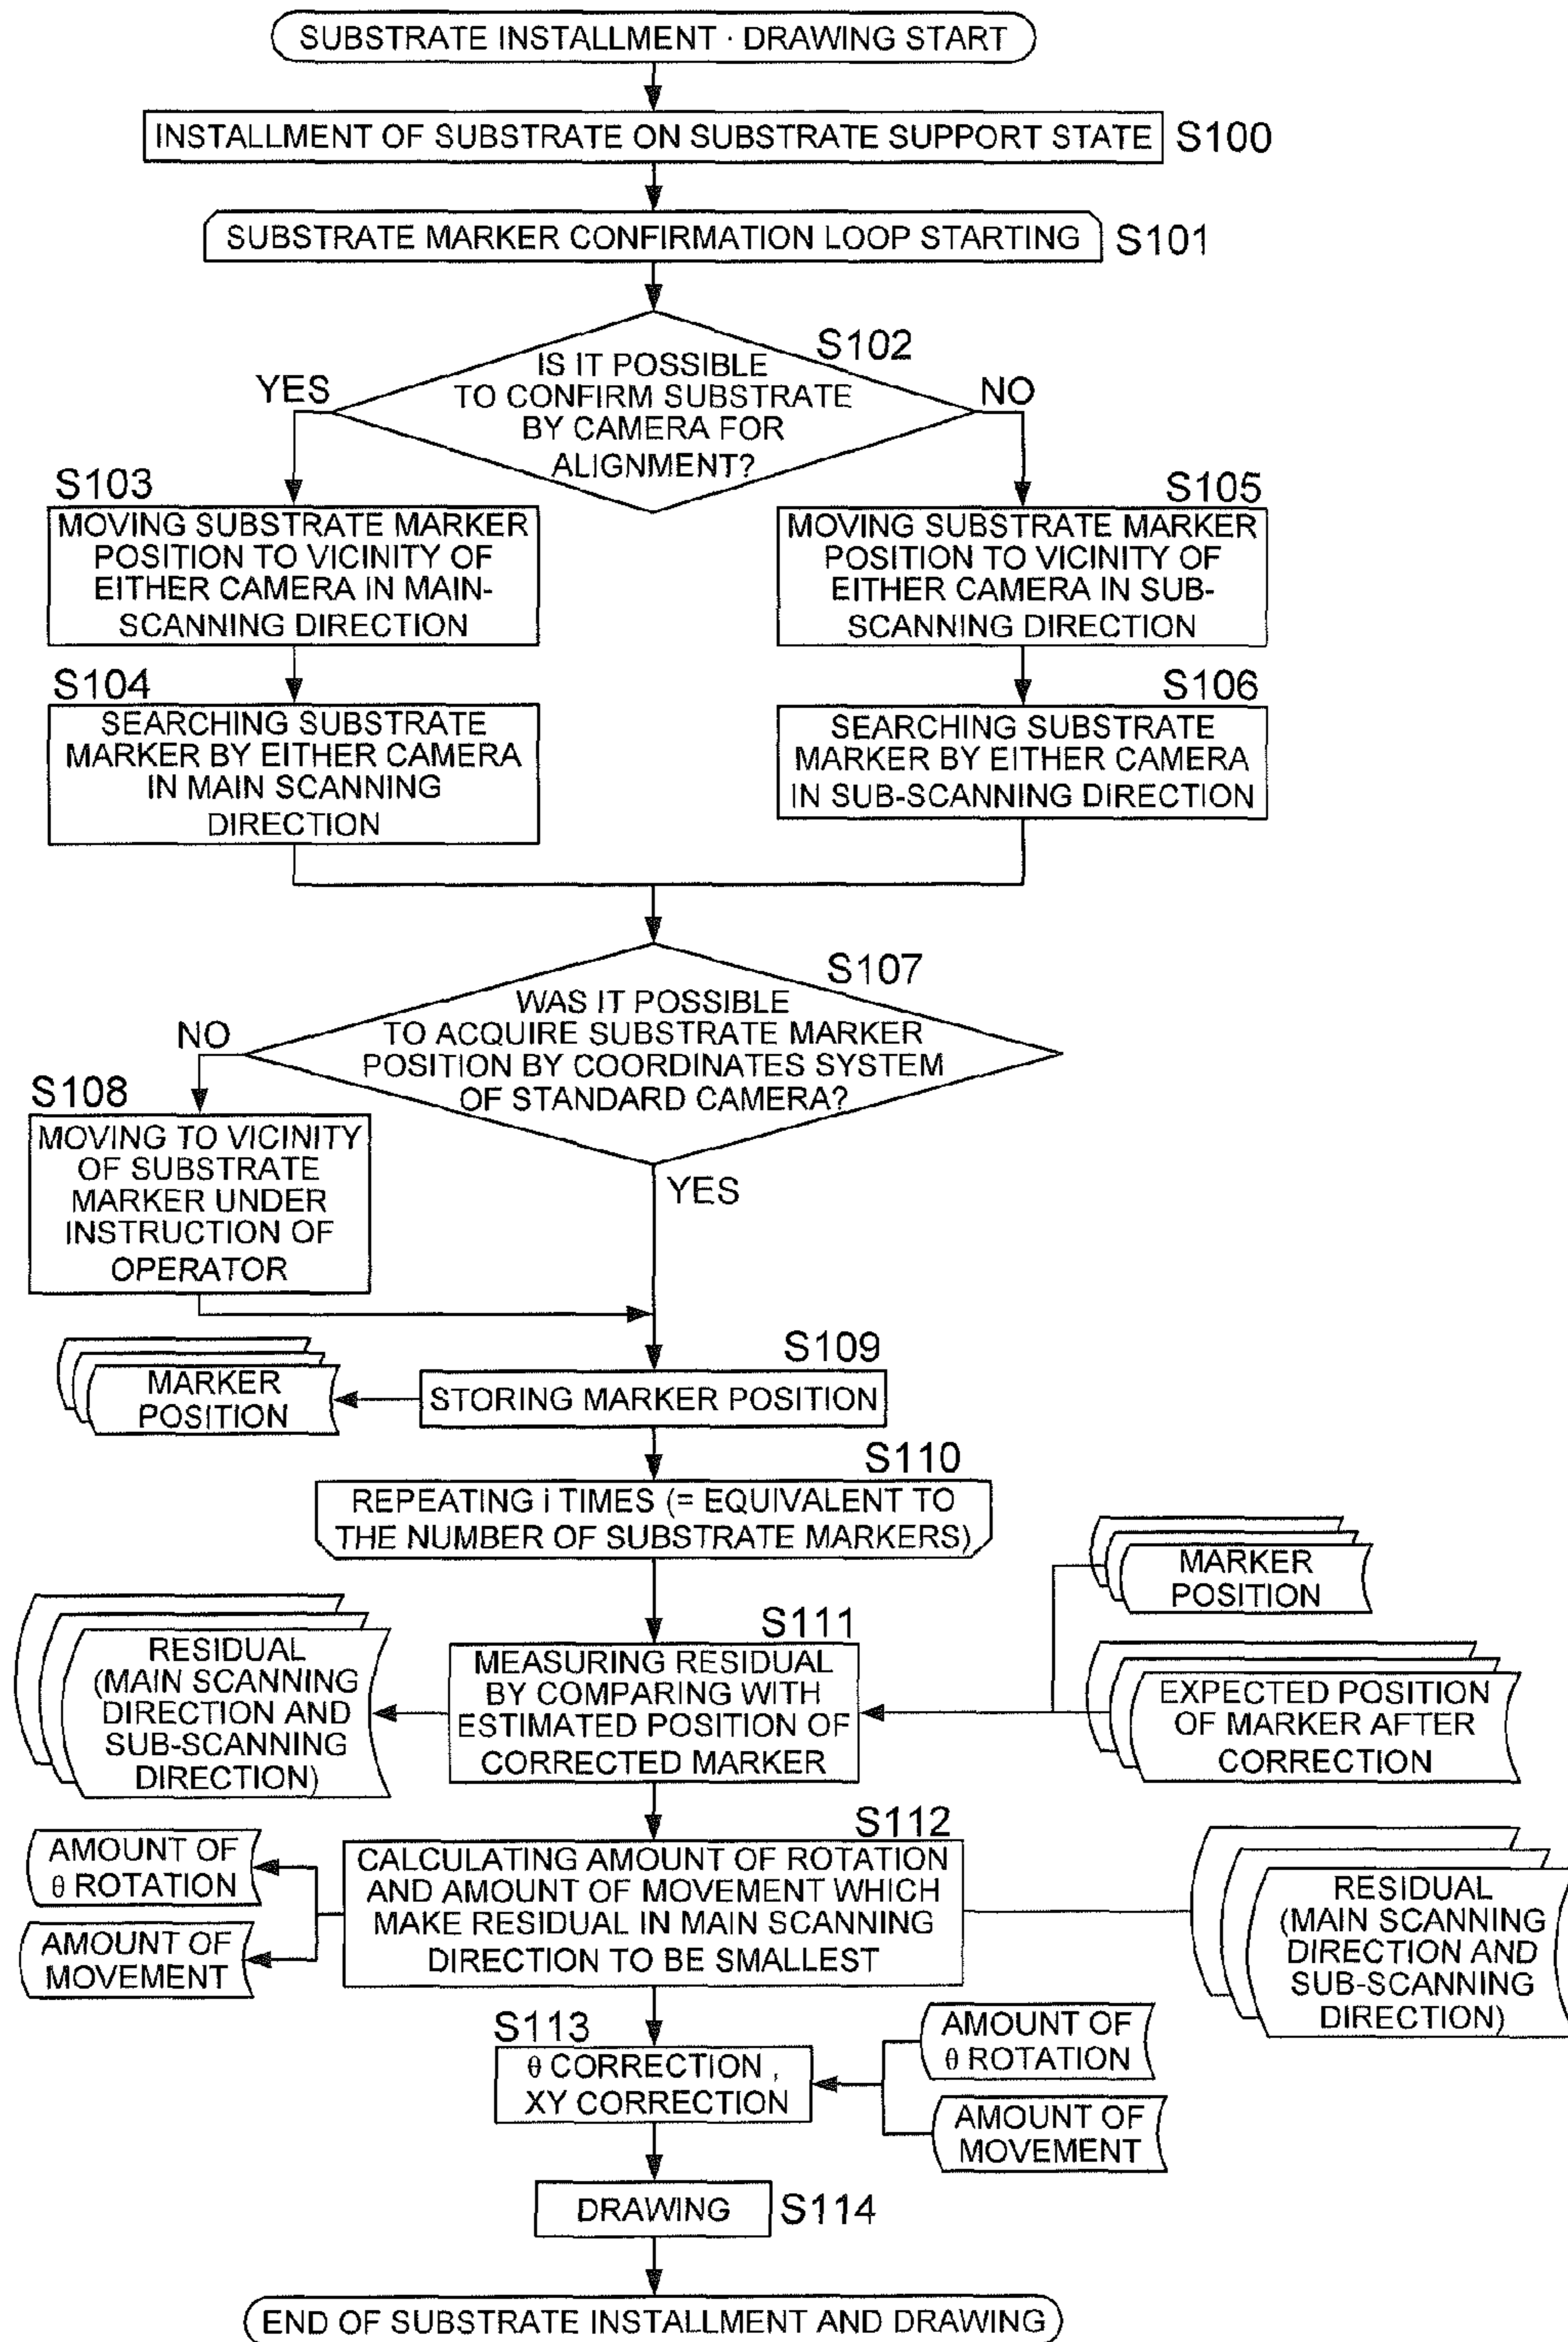 SUBSTRATE INSTALLMENT · DRAWING START
INSTALLMENT OF SUBSTRATE ON SUBSTRATE SUPPORT STATE
S100
SUBSTRATE MARKER CONFIRMATION LOOP STARTING
S101
S102
IS IT POSSIBLE
TO CONFIRM SUBSTRATE
BY CAMERA FOR
ALIGNMENT?
YES
NO
S103
MOVING SUBSTRATE MARKER
POSITION TO VICINITY OF
EITHER CAMERA IN MAIN-
SCANNING DIRECTION
S105
MOVING SUBSTRATE MARKER
POSITION TO VICINITY OF
EITHER CAMERA IN SUB-
SCANNING DIRECTION
S104
SEARCHING SUBSTRATE
MARKER BY EITHER CAMERA
IN MAIN SCANNING
DIRECTION
S106
SEARCHING SUBSTRATE
MARKER BY EITHER CAMERA
IN SUB-SCANNING DIRECTION
S107
WAS IT POSSIBLE
TO ACQUIRE SUBSTRATE MARKER
POSITION BY COORDINATES SYSTEM
OF STANDARD CAMERA?
NO
YES
S108
MOVING TO VICINITY
OF SUBSTRATE
MARKER UNDER
INSTRUCTION OF
OPERATOR
S109
STORING MARKER POSITION
MARKER
POSITION
S110
REPEATING i TIMES (= EQUIVALENT TO
THE NUMBER OF SUBSTRATE MARKERS)
MARKER
POSITION
S111
MEASURING RESIDUAL
BY COMPARING WITH
ESTIMATED POSITION OF
CORRECTED MARKER
RESIDUAL
(MAIN SCANNING
DIRECTION AND
SUB-SCANNING
DIRECTION)
EXPECTED POSITION
OF MARKER AFTER
CORRECTION
S112
CALCULATING AMOUNT OF ROTATION
AND AMOUNT OF MOVEMENT WHICH
MAKE RESIDUAL IN MAIN SCANNING
DIRECTION TO BE SMALLEST
AMOUNT OF
θ ROTATION
AMOUNT OF
MOVEMENT
RESIDUAL
(MAIN SCANNING
DIRECTION AND
SUB-SCANNING
DIRECTION)
S113
θ CORRECTION ,
XY CORRECTION
AMOUNT OF
θ ROTATION
AMOUNT OF
MOVEMENT
DRAWING
S114
END OF SUBSTRATE INSTALLMENT AND DRAWING